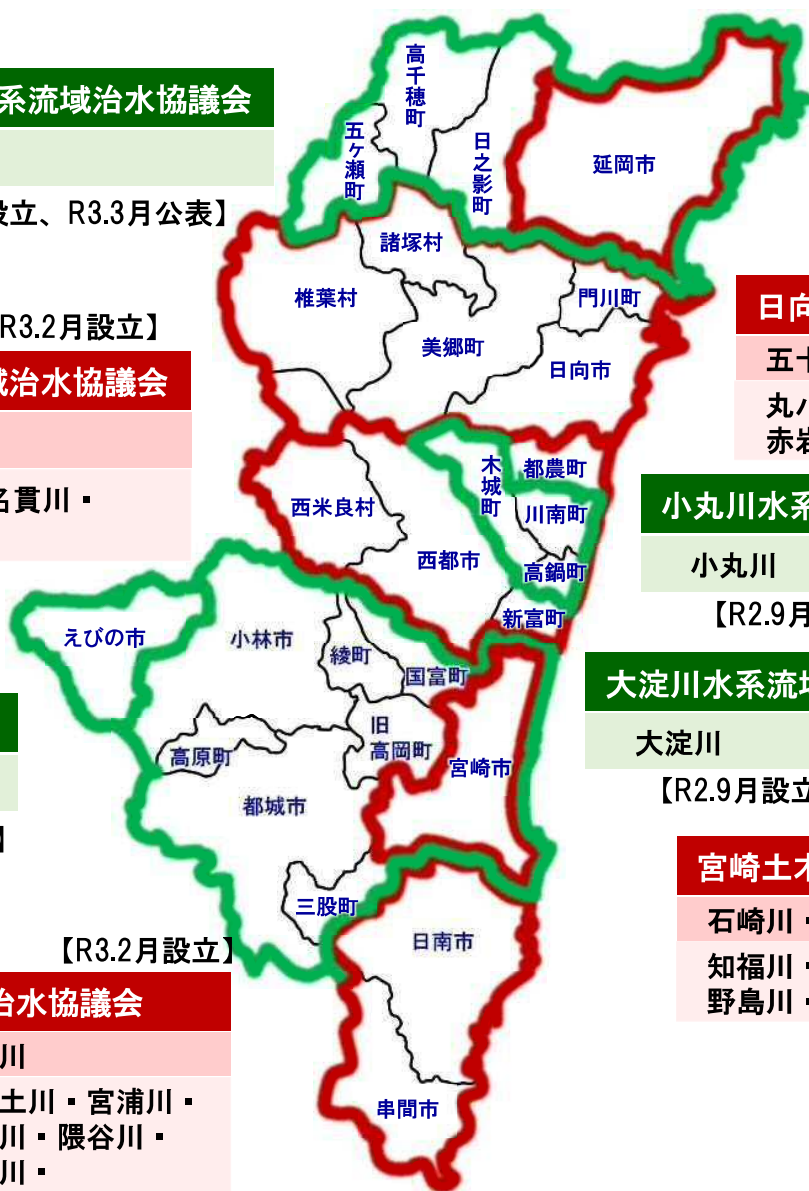 系流域治水協議会
設立、R3.3月公表】
R3.2月設立】
域治水協議会
名貫川・
】
【R3.2月設立】
治水協議会
川
土川・宮浦川・
川・隈谷川・
川・
高千穂町
五ヶ瀬町
日之影町
延岡市
諸塚村
椎葉村
門川町
美郷町
日向市
木城町
都農町
西米良村
川南町
西都市
高鍋町
新富町
えびの市
小林市
綾町
国富町
旧
高岡町
高原町
宮崎市
都城市
三股町
日南市
串間市
日向
五十
丸
赤岩
小丸川水系
小丸川
【R2.9月
大淀川水系流域
大淀川
【R2.9月設立
宮崎土木
石崎川・
知福川・
野島川・